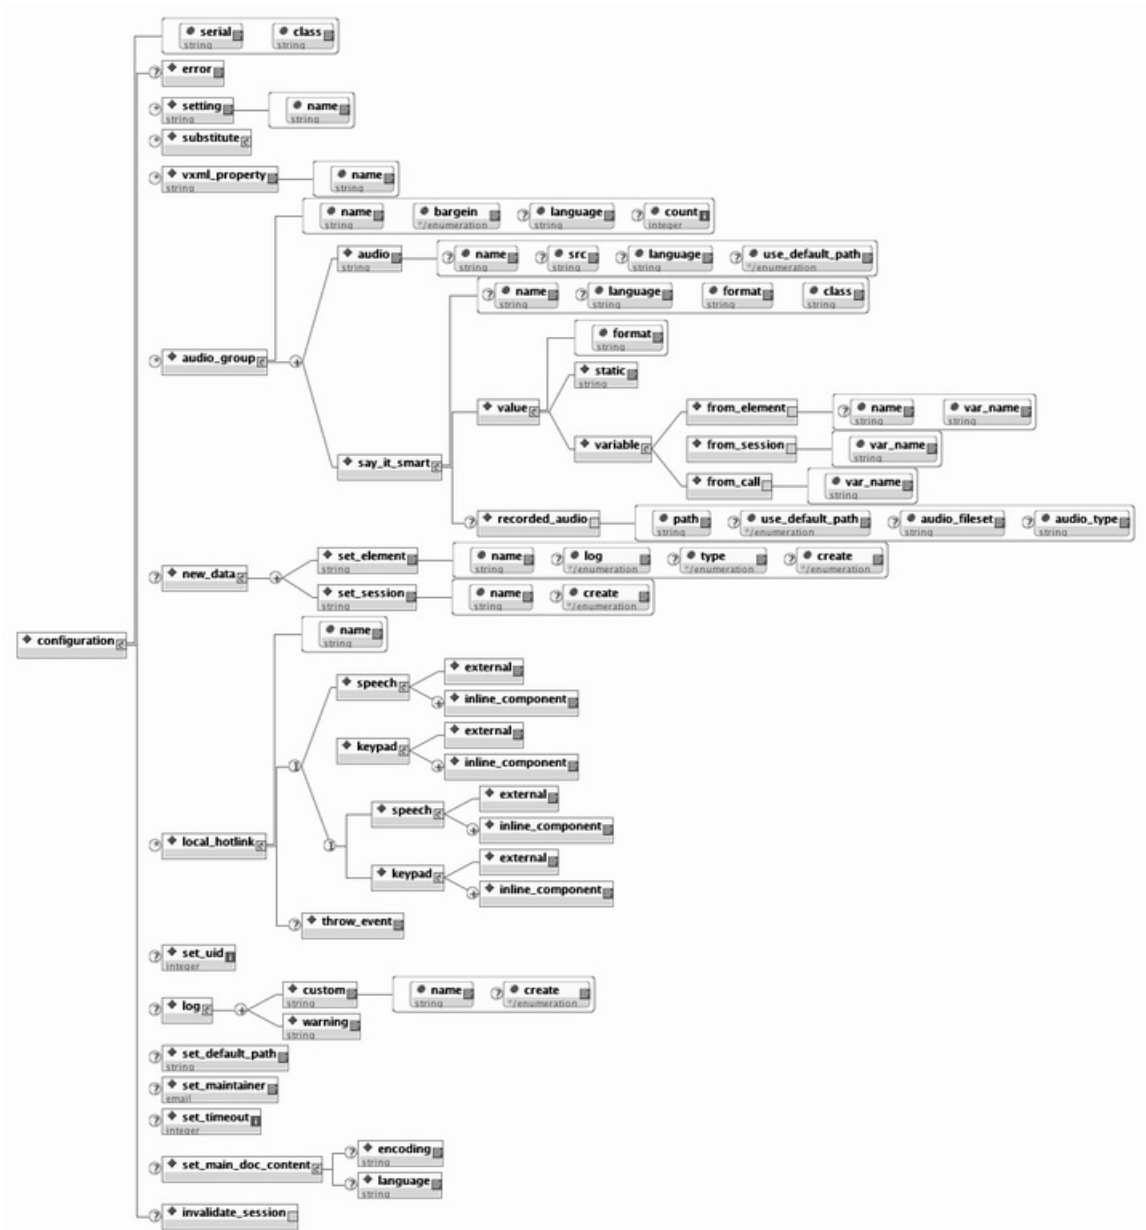 serial class
string
error
setting name
string string
substitute
vxml_property name
string string
name bargein language count
string */enumeration string integer
audio name src language use_default_path
string string string string */enumeration
name language format class
string string string string
audio_group
format
string
static
string
value from_element name var_name
string string
variable from_session var_name
string
say_it_smart
from_call var_name
string
recorded_audio path use_default_path audio_fileset audio_type
string */enumeration string string
set_element name log type create
string string */enumeration */enumeration */enumeration
new_data
set_session name create
string string */enumeration
configuration
name
string
speech external
inline_component
keypad external
inline_component
speech external
inline_component
local_hotlink
keypad external
inline_component
throw_event
set_uid
integer
custom name create
string string */enumeration
log
warning
string
set_default_path
string
set_maintainer
email
set_timeout
integer
encoding
string
set_main_doc_content
language
string
invalidate_session